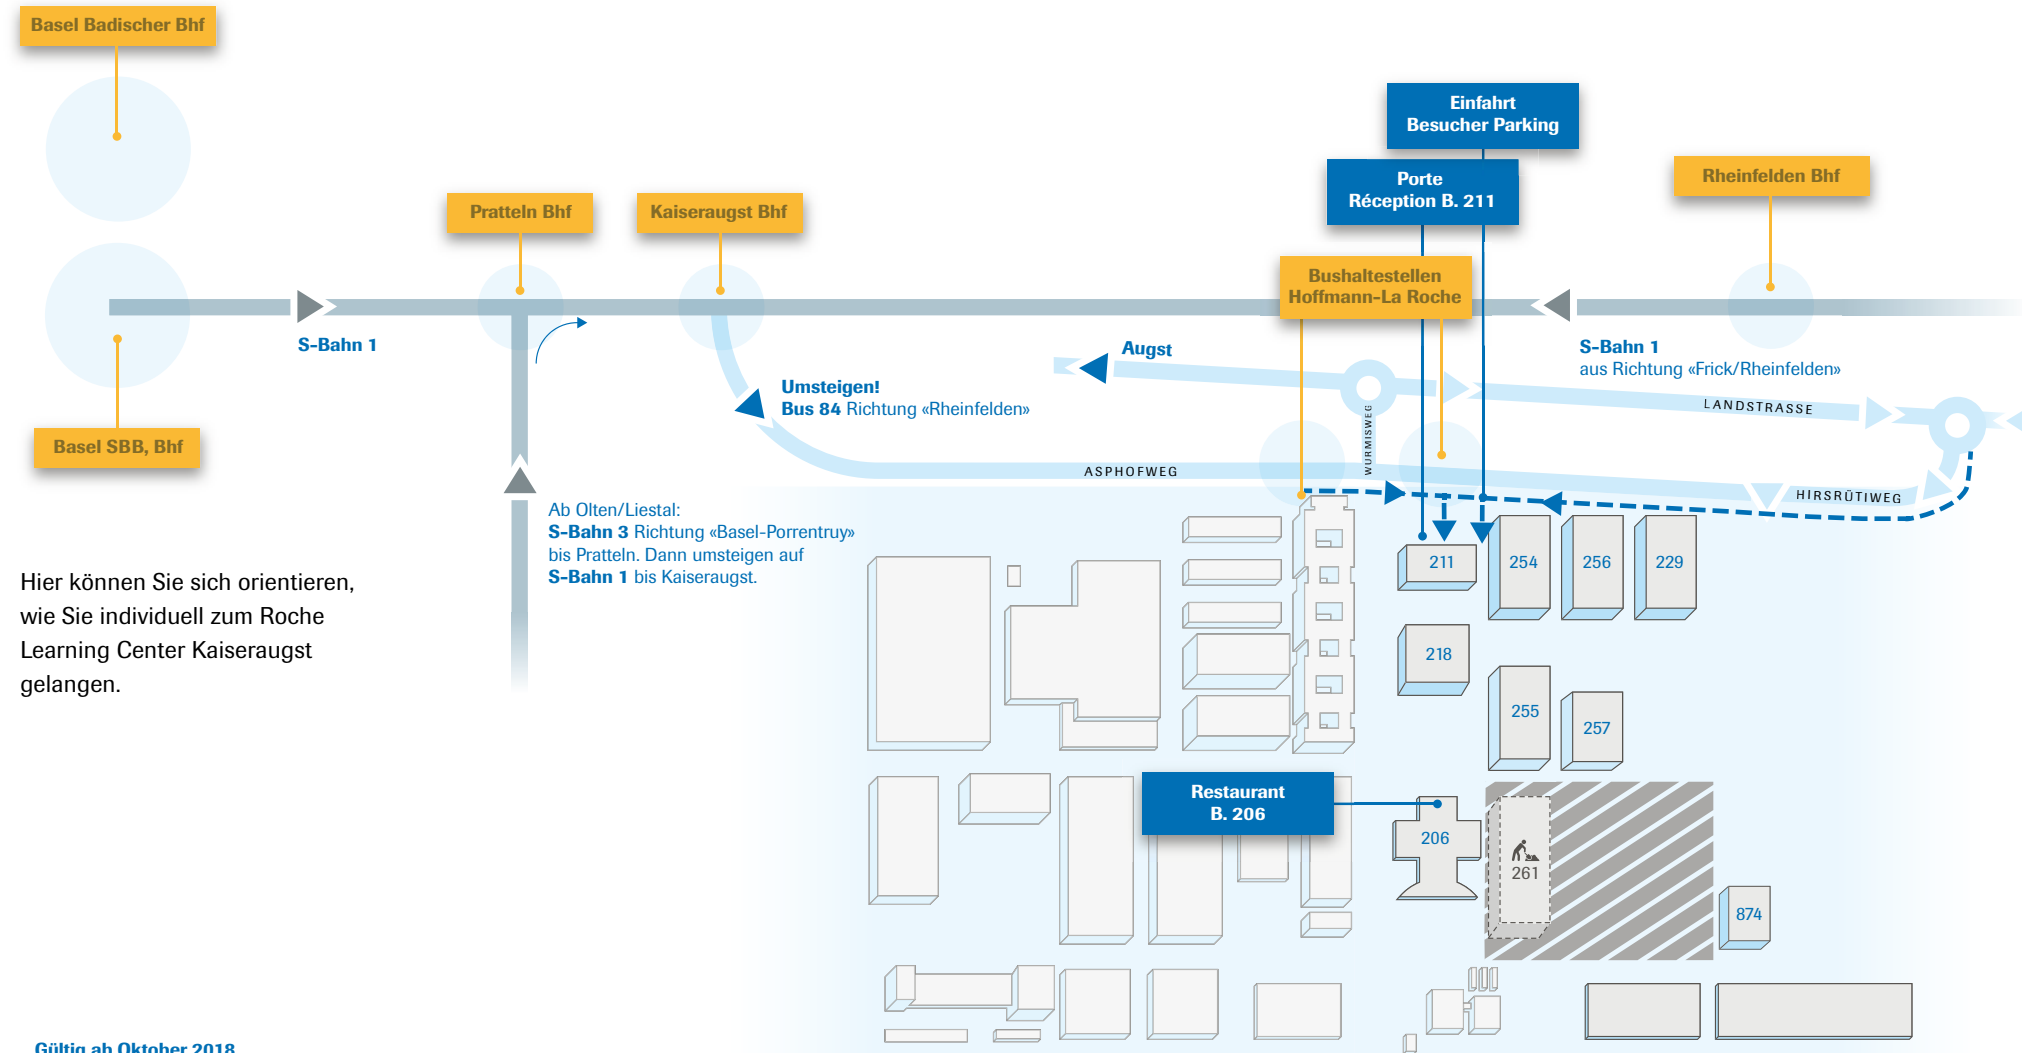 Basel Badischer Bhf
Einfahrt
Besucher Parking
Porte
Réception B. 211
Rheinfelden Bhf
Pratteln Bhf
Kaiseraugst Bhf
Bushaltestellen
Hoffmann-La Roche
S-Bahn 1
Augst
S-Bahn 1
aus Richtung «Frick/Rheinfelden»
Umsteigen!
Bus 84 Richtung «Rheinfelden»
LANDSTRASSE
WURMISWEG
Basel SBB, Bhf
ASPHOFWEG
HIRSRÜTIWEG
Ab Olten/Liestal:
S-Bahn 3 Richtung «Basel-Porrentruy»
bis Pratteln. Dann umsteigen auf
S-Bahn 1 bis Kaiseraugst.
Hier können Sie sich orientieren,
wie Sie individuell zum Roche
Learning Center Kaiseraugst
gelangen.
211
254
256
229
218
255
257
Restaurant
B. 206
206
261
874
Gültig ab Oktober 2018